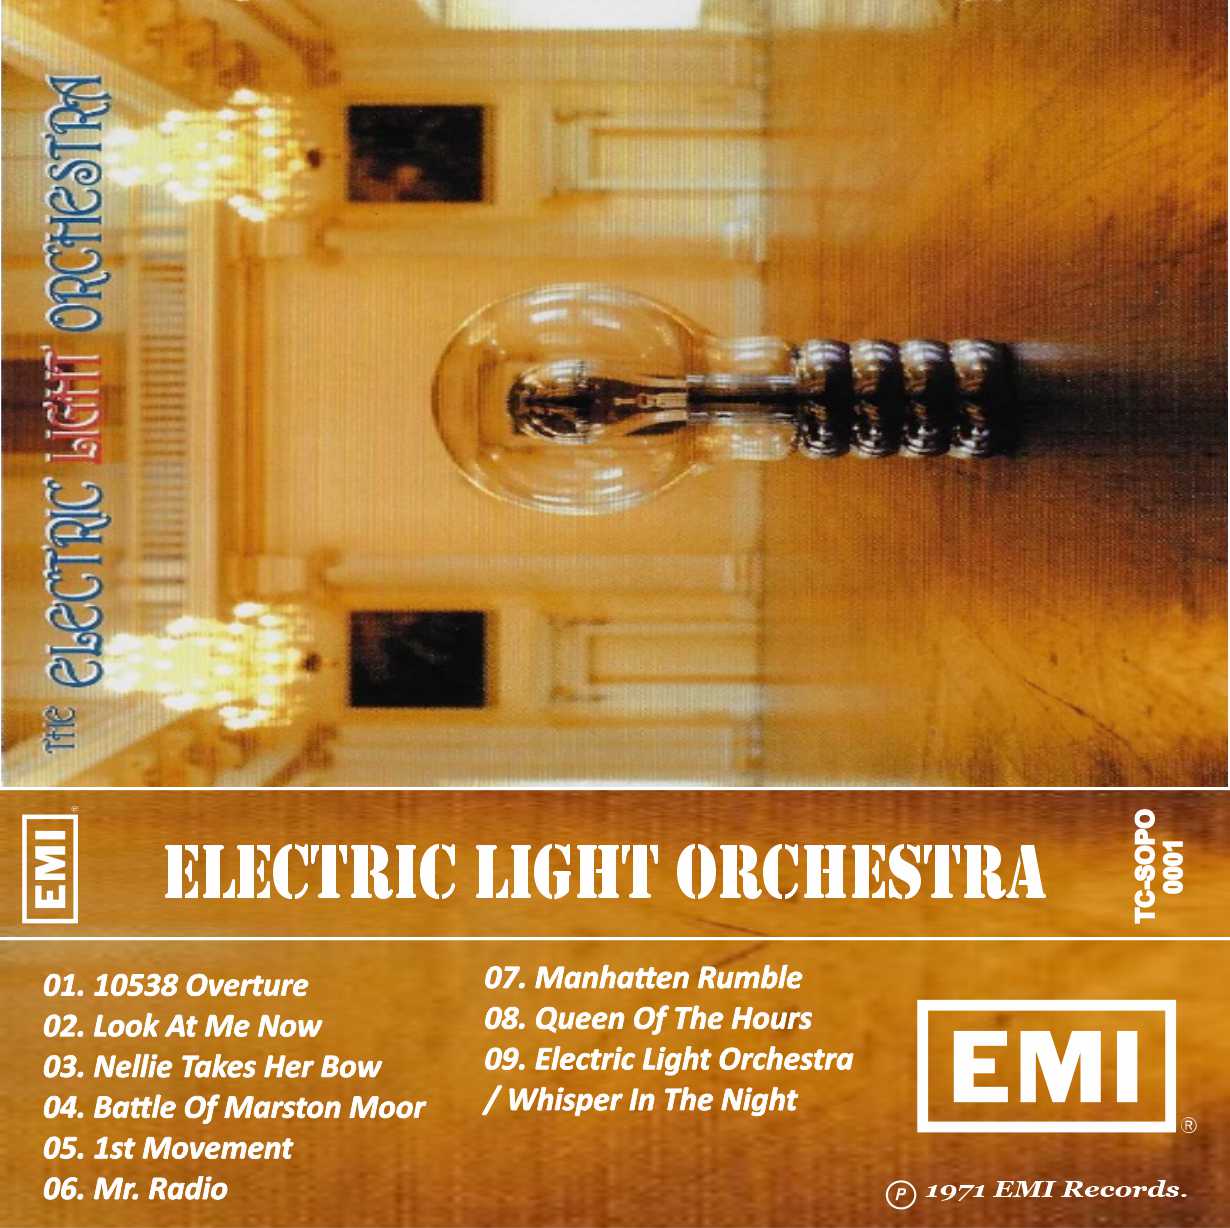 THE ELECTRIC LIGHT ORCHESTRA
EMI
®
ELECTRIC LIGHT ORCHESTRA
TC-SOPO
0001
01. 10538 Overture
02. Look At Me Now
03. Nellie Takes Her Bow
04. Battle Of Marston Moor
05. 1st Movement
06. Mr. Radio
07. Manhatten Rumble
08. Queen Of The Hours
09. Electric Light Orchestra
/ Whisper In The Night
EMI
®
℗ 1971 EMI Records.